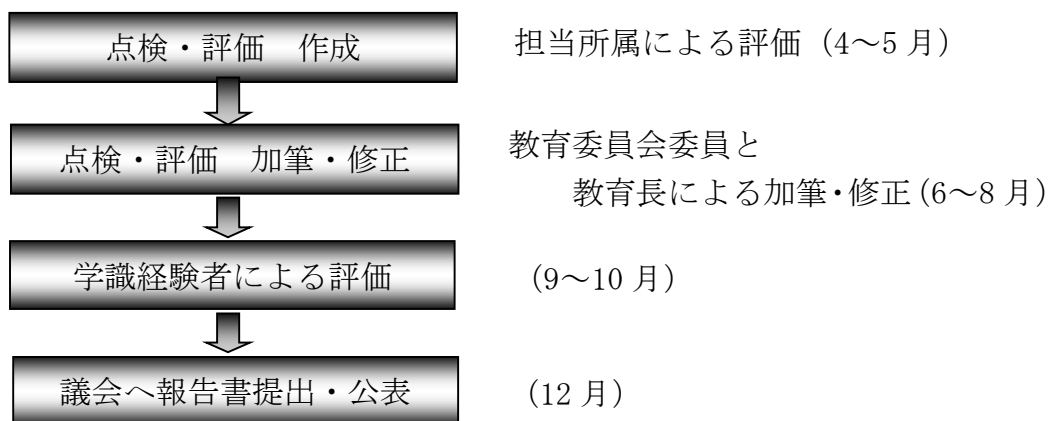 点検・評価　作成　担当所属による評価（4～5 月）
点検・評価　加筆・修正　教育委員会委員と
教育長による加筆・修正（6～8 月）
学識経験者による評価　（9～10 月）
議会へ報告書提出・公表　（12 月）